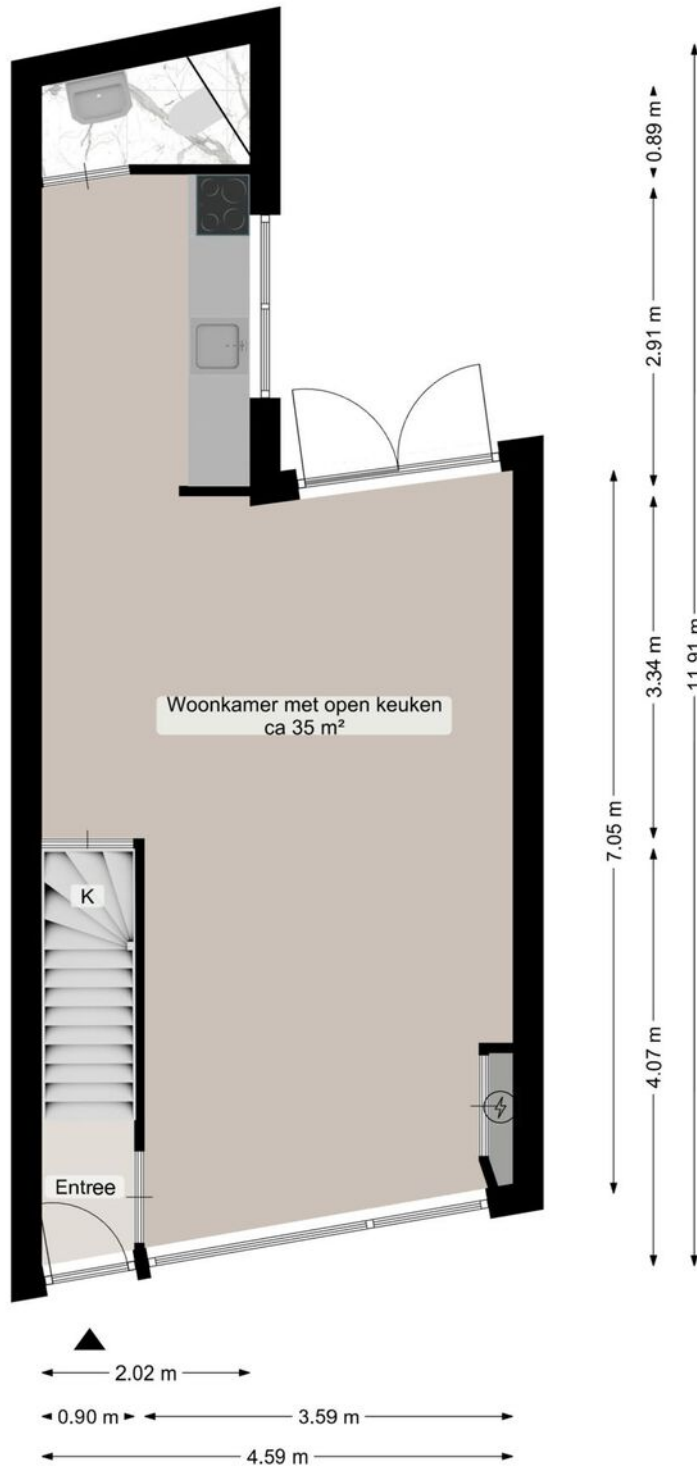 0.89 m
2.91 m
11.91 m
3.34 m
Woonkamer met open keuken
ca 35 m²
7.05 m
K
4.07 m
Entree
2.02 m
0.90 m
3.59 m
4.59 m